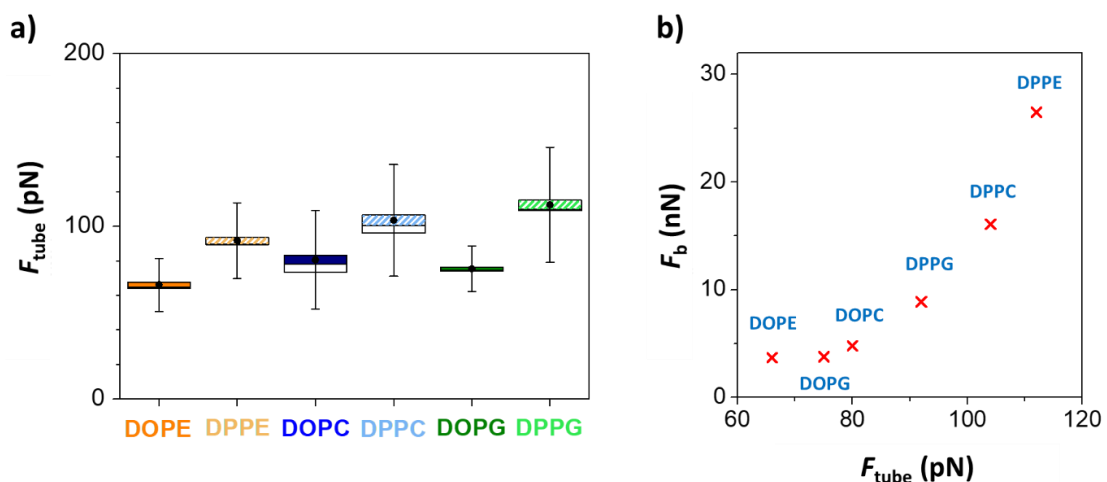 a)
200
100
0
F_tube (pN)
DOPE DPPE DOPC DPPC DOPG DPPG
b)
30
20
10
0
F_b (nN)
DPPE
DPPC
DPPG
DOPE
DOPC
DOPG
60 80 100 120
F_tube (pN)